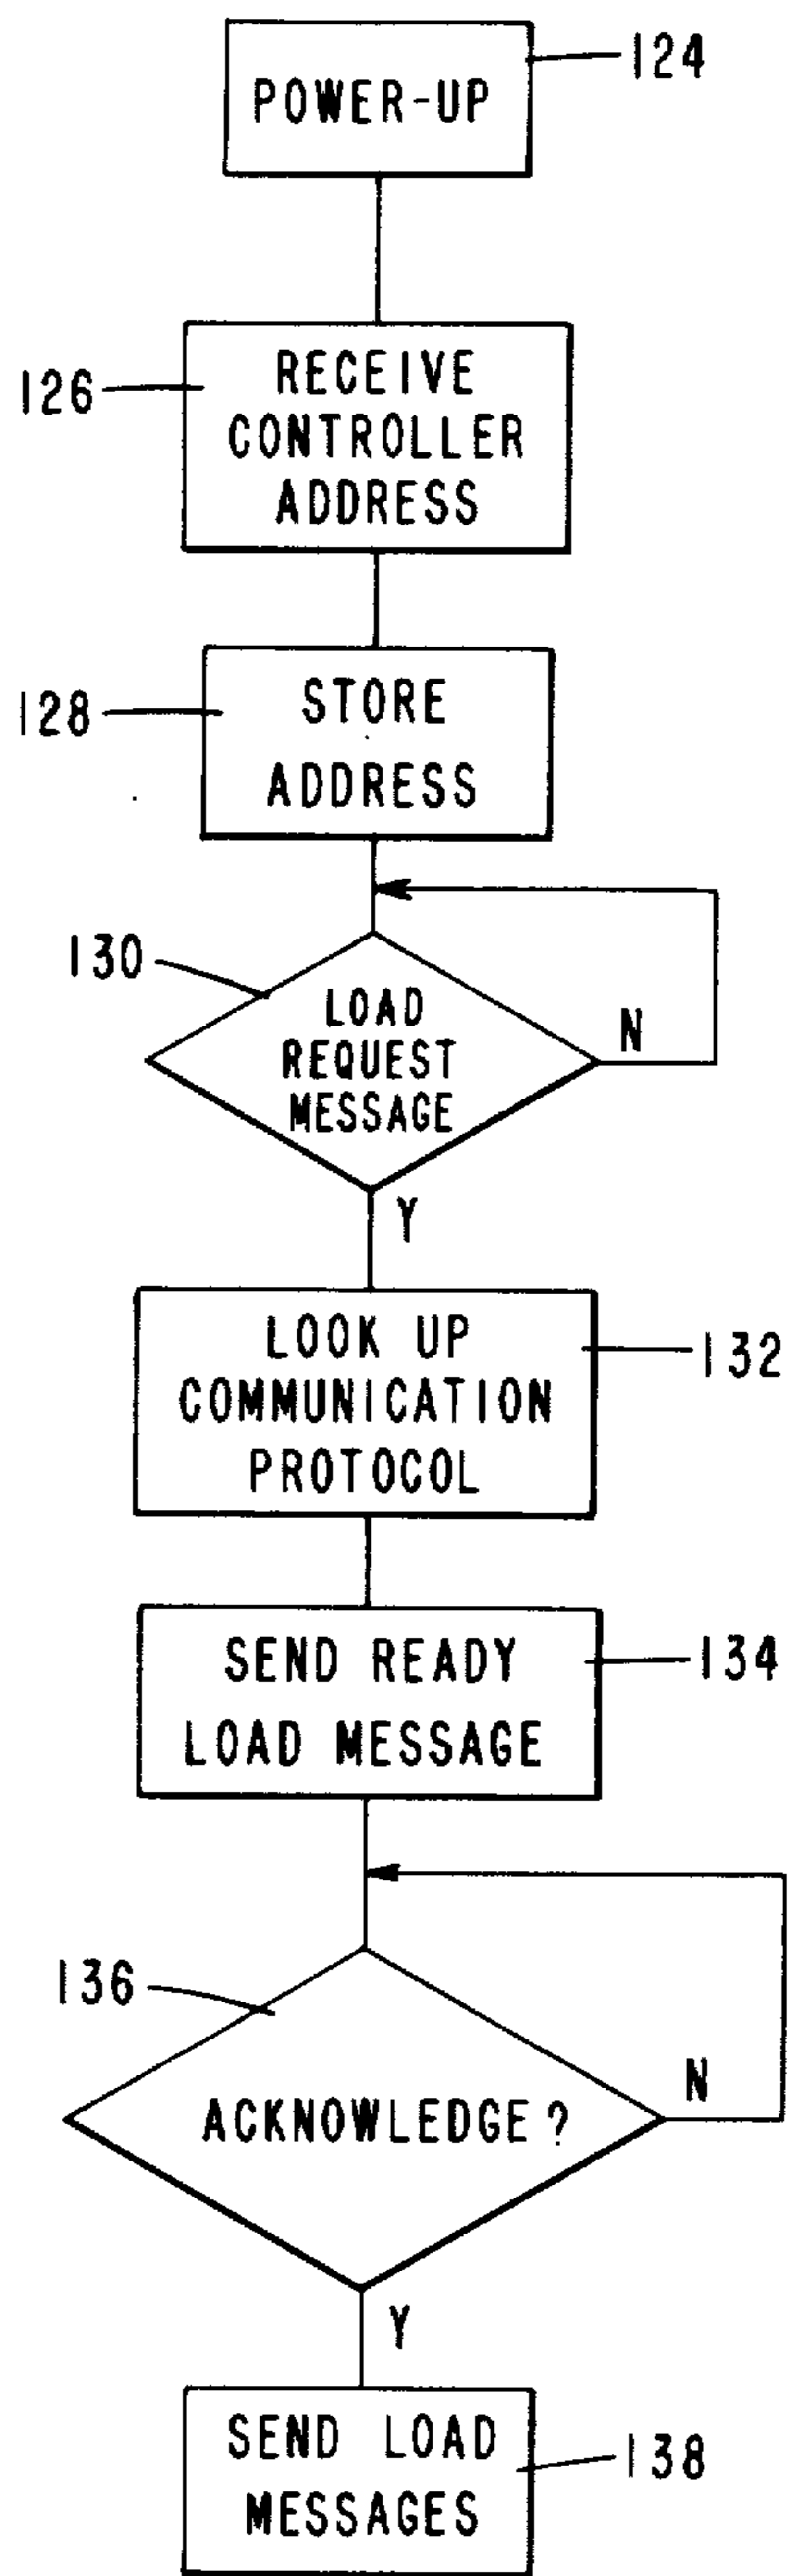 124
POWER-UP
126
RECEIVE
CONTROLLER
ADDRESS
128
STORE
ADDRESS
130
LOAD
REQUEST
MESSAGE
N
Y
LOOK UP
COMMUNICATION
PROTOCOL
132
SEND READY
LOAD MESSAGE
134
136
ACKNOWLEDGE?
N
Y
SEND LOAD
MESSAGES
138